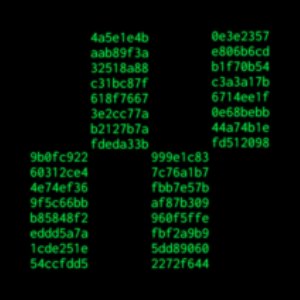 4a5e1e4b 0e3e2357
aab89f3a e806b6cd
32518a88 b1f70b54
c31bc87f c3a3a17b
618f7667 6714ee1f
3e2cc77a 0e68bebb
b2127b7a 44a74b1e
fdeda33b fd512098
9b0fc922 999e1c83
60312ce4 7c76a1b7
4e74ef36 fbb7e57b
9f5c66bb af87b309
b85848f2 960f5ffe
eddd5a7a fbf2a9b9
1cde251e 5dd89060
54ccfdd5 2272f644